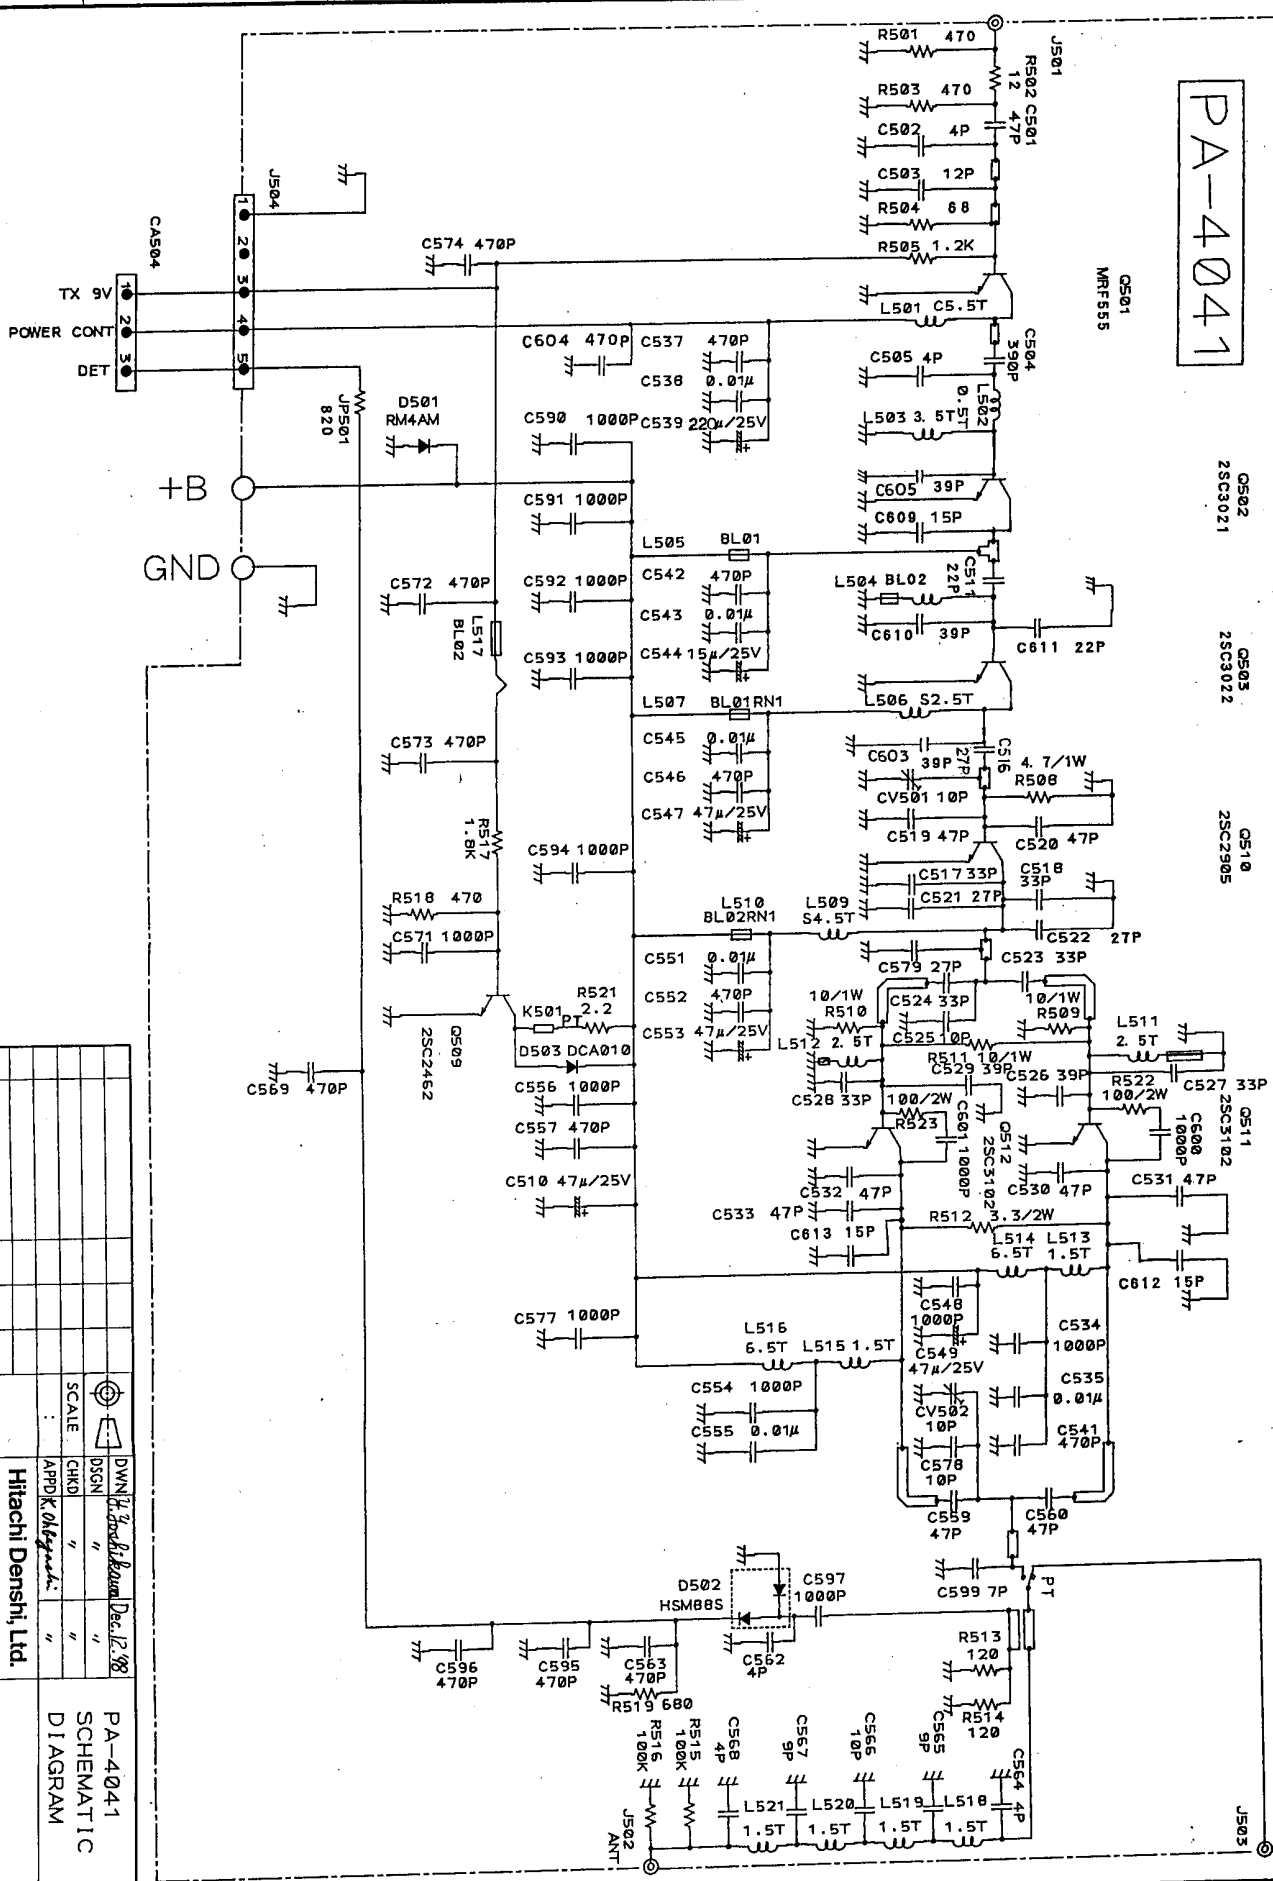 PA-4041
J501
R501 470
R502
12
R503 470
C501
47P
C502 4P
C503 12P
R504 68
R505 1.2K
Q501
MRF555
L501 C5.5T
C504
390P
C505 4P
L502
0.5T
L503 3.5T
Q502
2SC3021
C605 39P
C609 15P
C511
22P
L504 BL02
C610 39P
C611 22P
Q503
2SC3022
L506 S2.5T
C603 39P
C516
27P
CV501 10P
4.7/1W
R508
C519 47P
C520 47P
Q510
2SC2905
C517 33P
C518
33P
C521 27P
C522 27P
C579 27P
C523 33P
C524 33P
C525 10P
10/1W
R510
10/1W
R509
L512 2.5T
R511 10/1W
L511
2.5T
C529 39P
C528 33P
C526 39P
C527 33P
100/2W
R523
R522
100/2W
C601
1000P
C600
1000P
Q512
2SC3102
Q511
2SC3102
C532 47P
C530 47P
C531 47P
C533 47P
R512 3.3/2W
C613 15P
L514
6.5T
L513
1.5T
C612 15P
C548
1000P
C549
47µ/25V
C534
1000P
C535
0.01µ
C541
470P
CV502
10P
C578
10P
C559
47P
C560
47P
C599 7P
PT
J504
1
2
3
4
5
CA504
1
2
3
TX 9V
POWER CONT
DET
JP501
820
+B
GND
C574 470P
C604 470P
C537 470P
C538 0.01µ
C539 220µ/25V
D501
RM4AM
C590 1000P
C591 1000P
L505 BL01
C542 470P
C543 0.01µ
C544 15µ/25V
C572 470P
C592 1000P
L517
BL02
C593 1000P
L507 BL01RN1
C545 0.01µ
C546 470P
C547 47µ/25V
C573 470P
R517
1.8K
C594 1000P
R518 470
C571 1000P
L510
BL02RN1
L509
S4.5T
C551 0.01µ
C552 470P
C553 47µ/25V
K501
PT
R521
2.2
Q509
2SC2462
D503 DCA010
C569 470P
C556 1000P
C557 470P
C510 47µ/25V
C577 1000P
L516
6.5T
L515 1.5T
C554 1000P
C555 0.01µ
D502
HSM88S
C597
1000P
C562
4P
C596
470P
C595
470P
C563
470P
R519 680
R513
120
R514
120
R516
100K
R515
100K
C568
4P
C567
9P
C566
10P
C565
9P
C564
4P
L521
1.5T
L520
1.5T
L519
1.5T
L518
1.5T
J502
ANT
J503
SCALE
:
DWN Dec.12.'98
DSGN " "
CHKD " "
APPD K.Ohbayashi "
PA-4041
SCHEMATIC
DIAGRAM
Hitachi Denshi, Ltd.